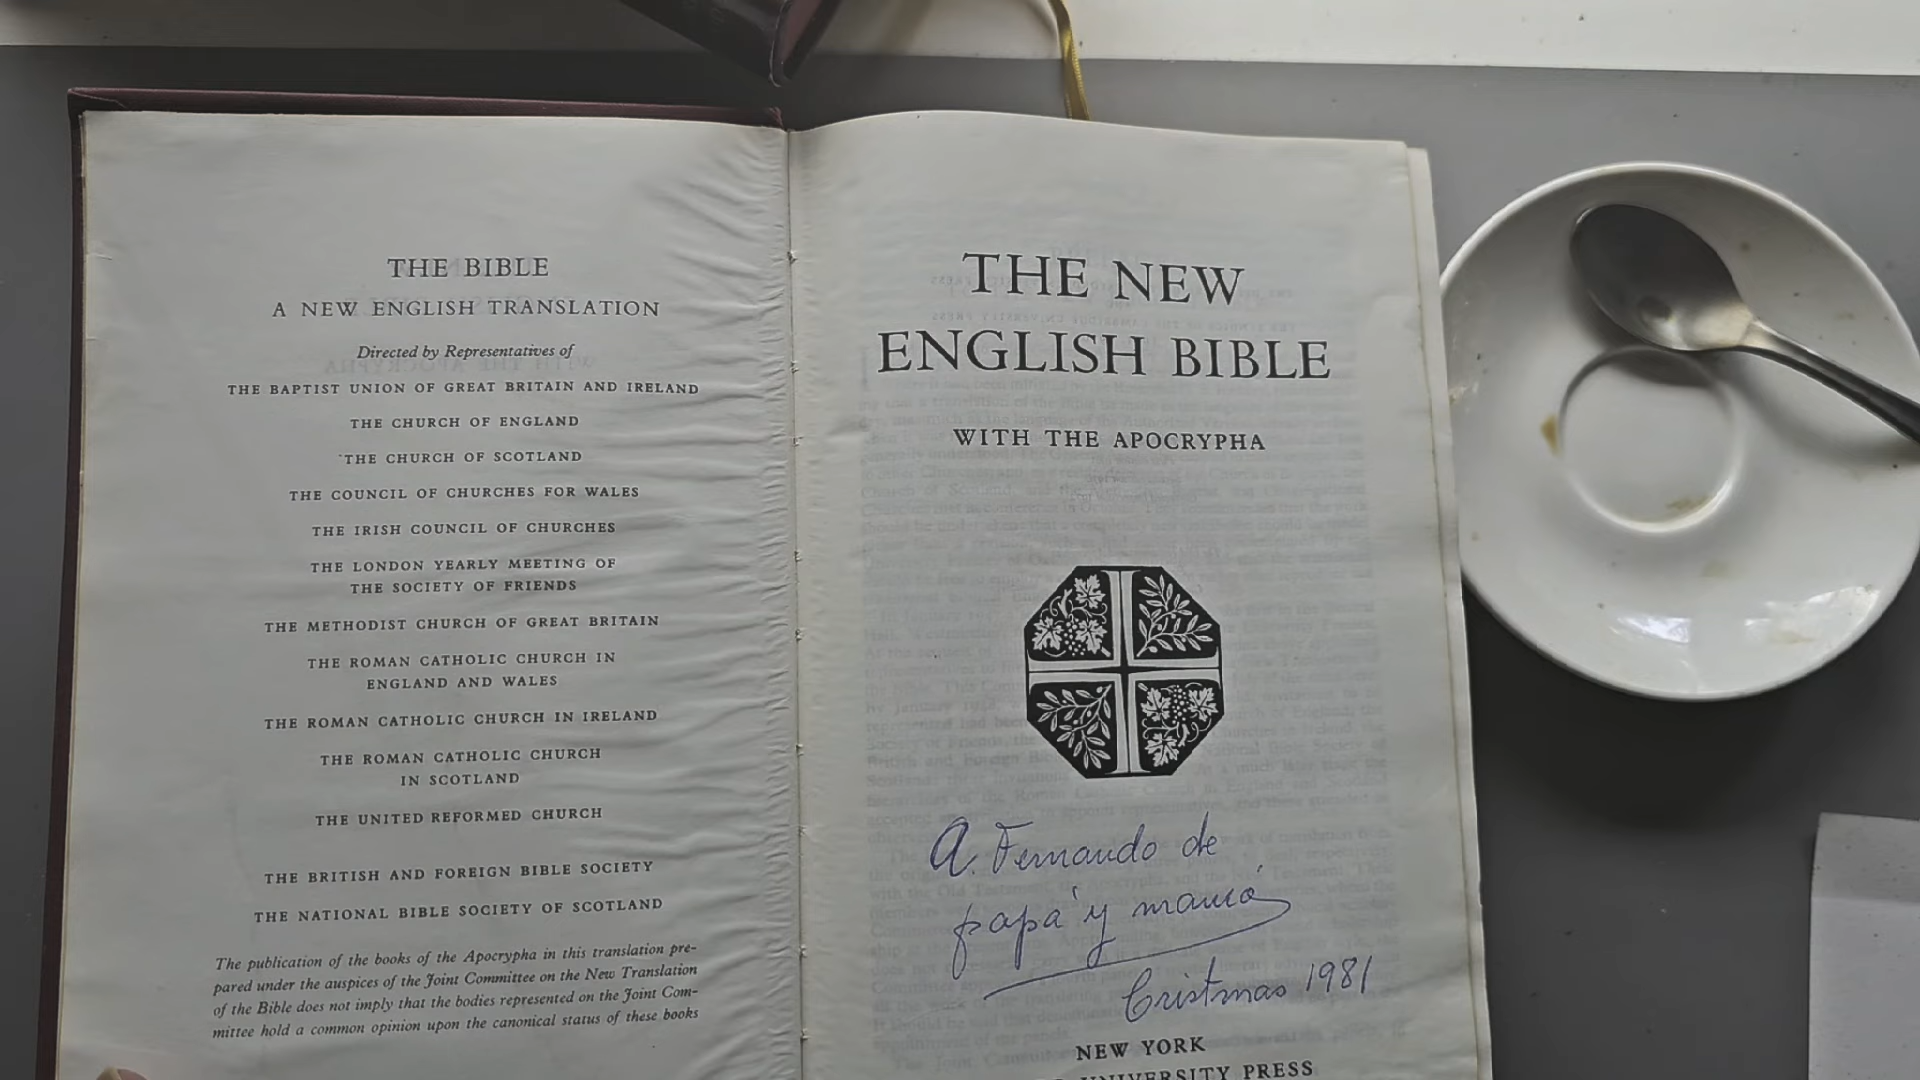 THE BIBLE
A NEW ENGLISH TRANSLATION
Directed by Representatives of
THE BAPTIST UNION OF GREAT BRITAIN AND IRELAND
THE CHURCH OF ENGLAND
THE CHURCH OF SCOTLAND
THE COUNCIL OF CHURCHES FOR WALES
THE IRISH COUNCIL OF CHURCHES
THE LONDON YEARLY MEETING OF
THE SOCIETY OF FRIENDS
THE METHODIST CHURCH OF GREAT BRITAIN
THE ROMAN CATHOLIC CHURCH IN
ENGLAND AND WALES
THE ROMAN CATHOLIC CHURCH IN IRELAND
THE ROMAN CATHOLIC CHURCH
IN SCOTLAND
THE UNITED REFORMED CHURCH
THE BRITISH AND FOREIGN BIBLE SOCIETY
THE NATIONAL BIBLE SOCIETY OF SCOTLAND
The publication of the books of the Apocrypha in this translation pre-
pared under the auspices of the Joint Committee on the New Translation
of the Bible does not imply that the bodies represented on the Joint Com-
mittee hold a common opinion upon the canonical status of these books
THE NEW
ENGLISH BIBLE
WITH THE APOCRYPHA
A. Fernando de
papá y mamá
Cristmas 1981
NEW YORK
UNIVERSITY PRESS